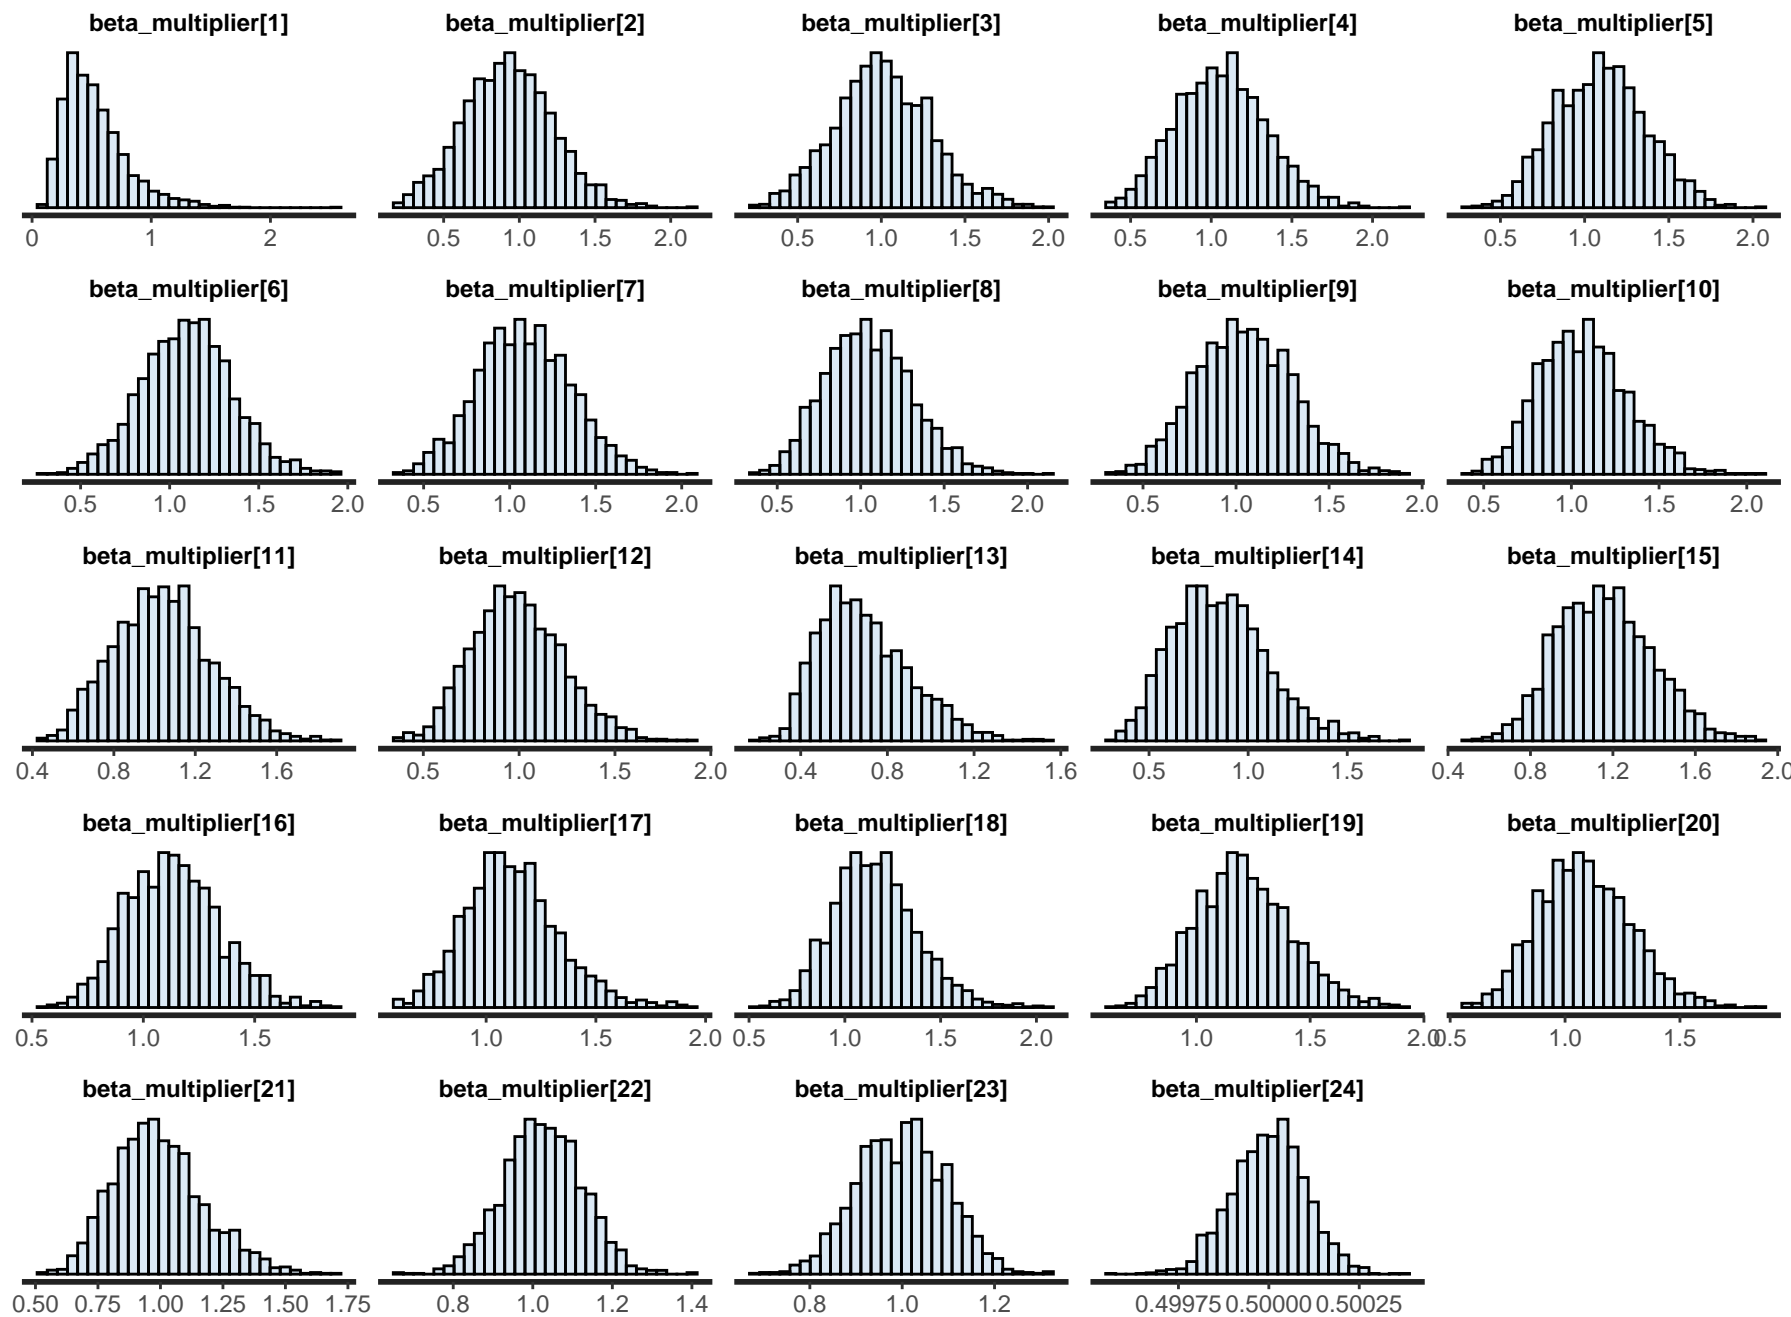 beta_multiplier[1] beta_multiplier[2] beta_multiplier[3] beta_multiplier[4] beta_multiplier[5]
0 1 2 0.5 1.0 1.5 2.0 0.5 1.0 1.5 2.0 0.5 1.0 1.5 2.0 0.5 1.0 1.5 2.0
beta_multiplier[6] beta_multiplier[7] beta_multiplier[8] beta_multiplier[9] beta_multiplier[10]
0.5 1.0 1.5 2.0 0.5 1.0 1.5 2.0 0.5 1.0 1.5 2.0 0.5 1.0 1.5 2.0 0.5 1.0 1.5 2.0
beta_multiplier[11] beta_multiplier[12] beta_multiplier[13] beta_multiplier[14] beta_multiplier[15]
0.4 0.8 1.2 1.6 0.5 1.0 1.5 2.0 0.4 0.8 1.2 1.6 0.5 1.0 1.5 0.4 0.8 1.2 1.6 2.0
beta_multiplier[16] beta_multiplier[17] beta_multiplier[18] beta_multiplier[19] beta_multiplier[20]
0.5 1.0 1.5 1.0 1.5 2.0 0.5 1.0 1.5 2.0 1.0 1.5 2.0 0.5 1.0 1.5
beta_multiplier[21] beta_multiplier[22] beta_multiplier[23] beta_multiplier[24]
0.50 0.75 1.00 1.25 1.50 1.75 0.8 1.0 1.2 1.4 0.8 1.0 1.2 0.49975 0.50000 0.50025